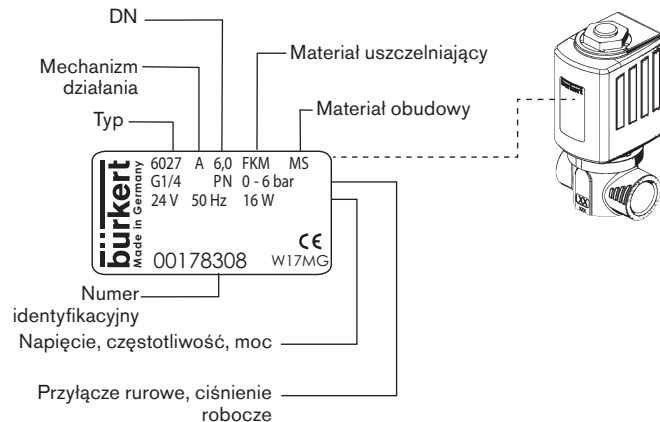 DN
Materiał uszczelniający
Mechanizm
działania
Materiał obudowy
Typ
bürkert
Made in Germany
6027 A 6,0 FKM MS
G1/4 PN 0 - 6 bar
24 V 50 Hz 16 W
CE
00178308 W17MG
Numer
identyfikacyjny
Napięcie, częstotliwość, moc
Przyłącze rurowe, ciśnienie
robocze
burkert
XX